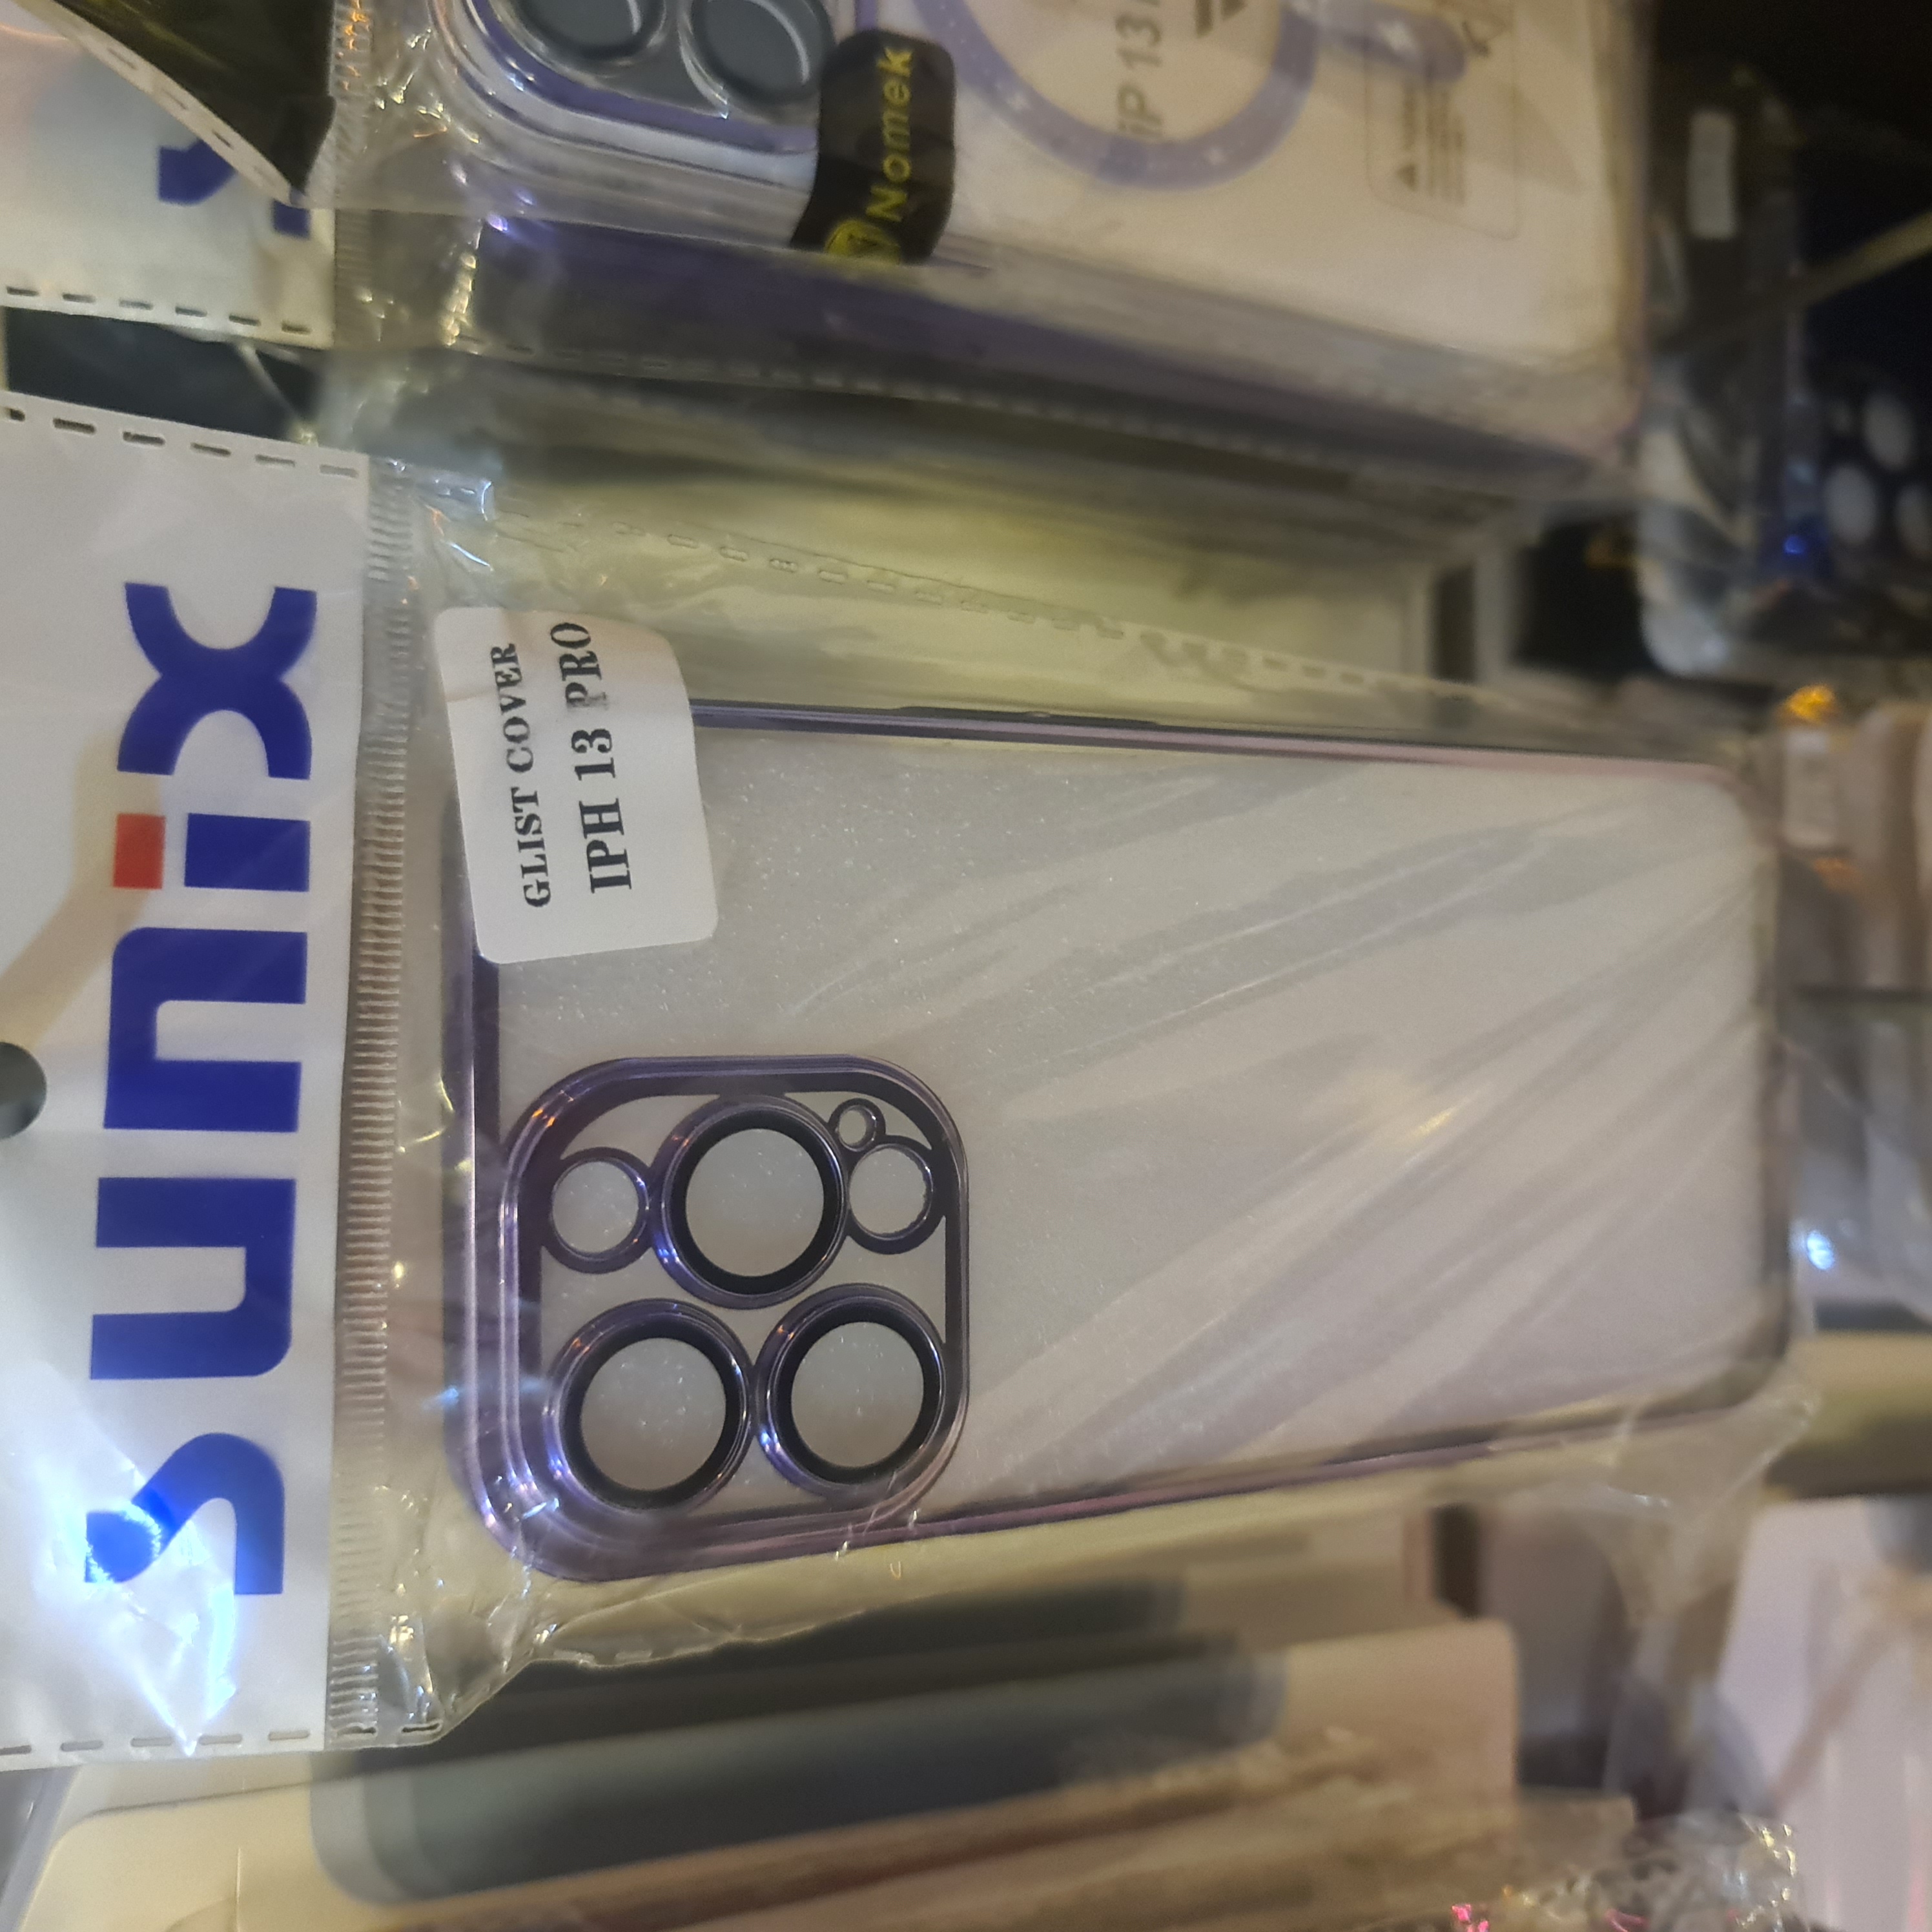 sunix
GLIST COVER
IPH 13 PRO
Nomek
iP 13